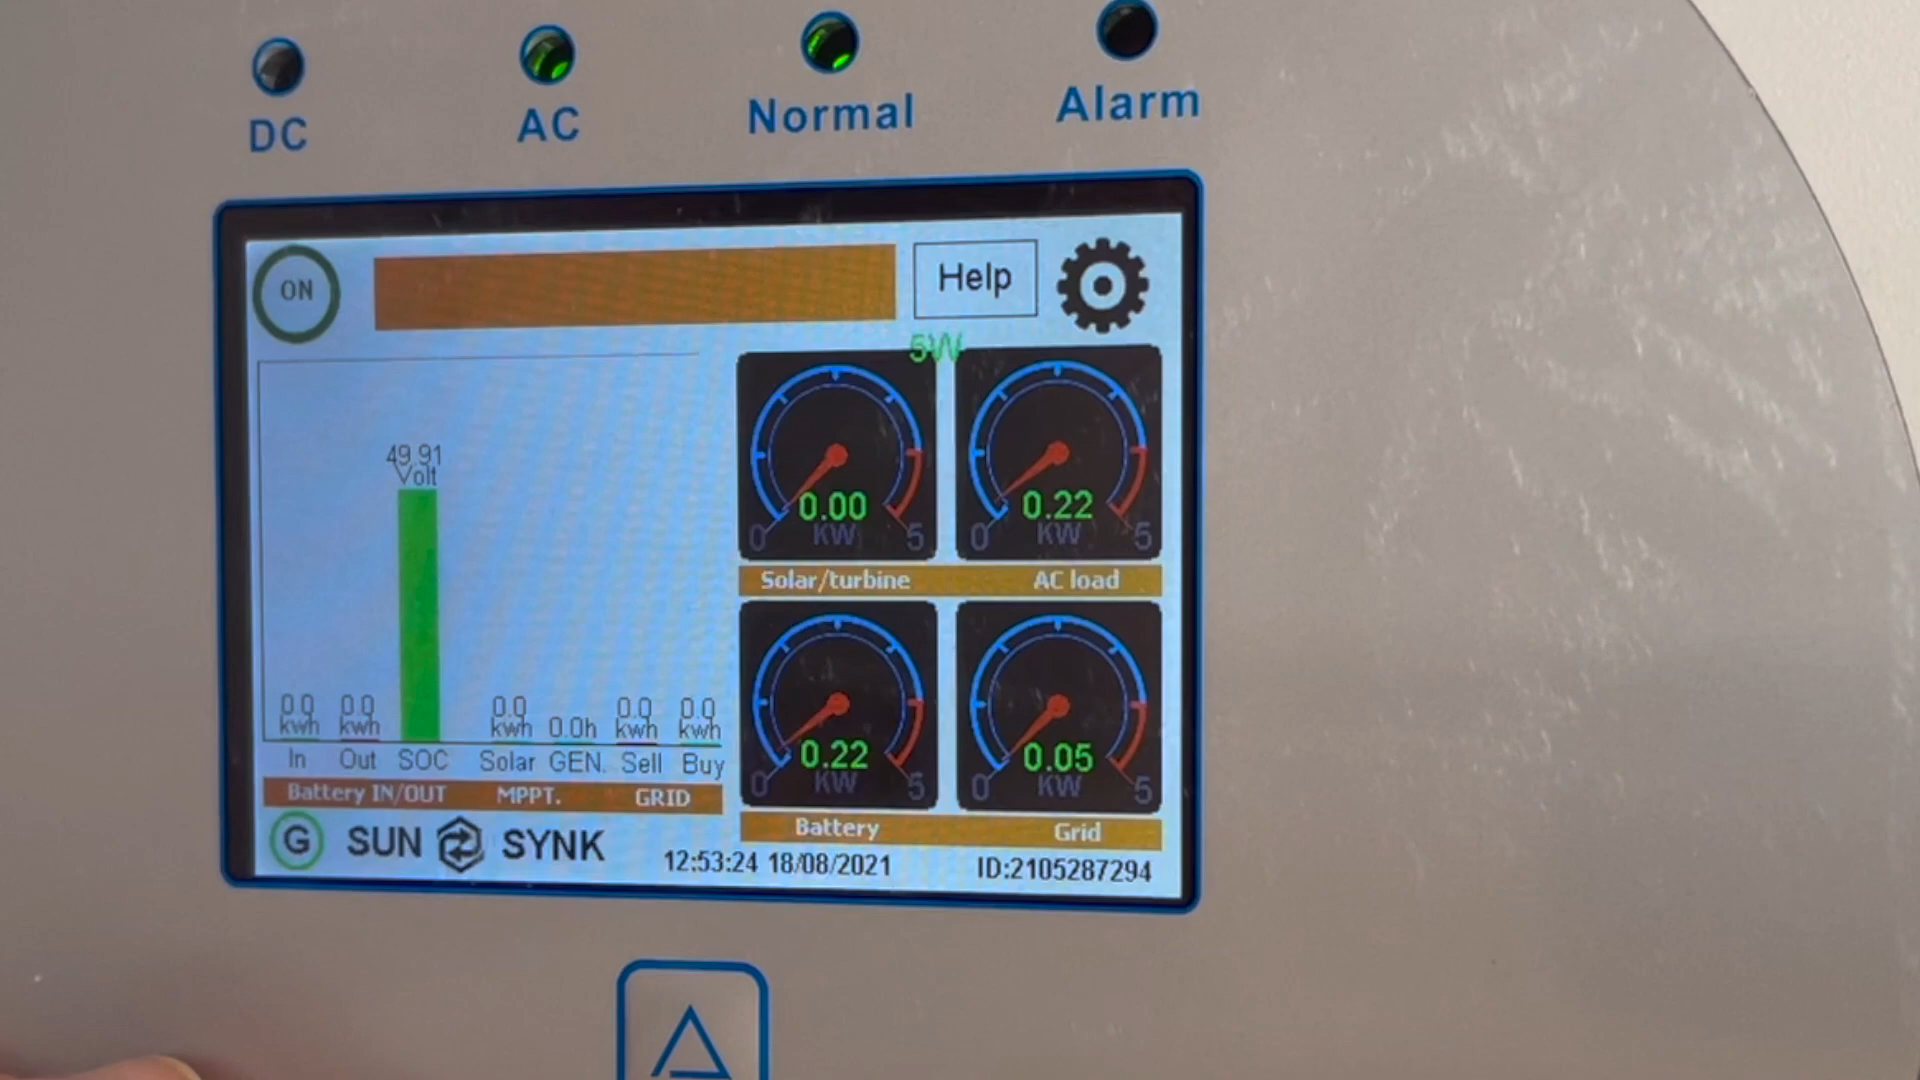 DC
AC
Normal
Alarm
ON
Help
5W
49.91
Volt
0.00
KW
0 5
0.22
KW
0 5
Solar/turbine
AC load
0.22
KW
0 5
0.05
KW
0 5
Battery
Grid
0.0
kwh
0.0
kwh
0.0
kwh
0.0h
0.0
kwh
0.0
kwh
In Out SOC Solar GEN. Sell Buy
Battery IN/OUT MPPT. GRID
G SUN SYNK
12:53:24 18/08/2021
ID:2105287294